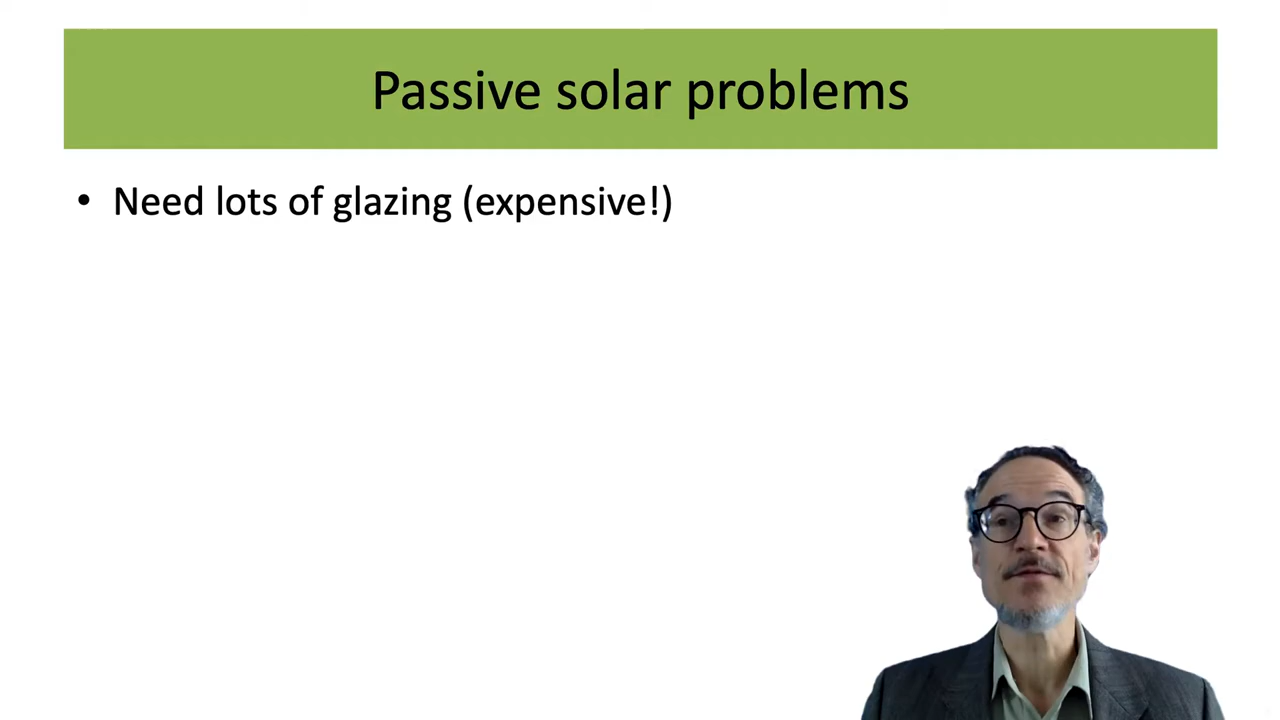 Passive solar problems
• Need lots of glazing (expensive!)